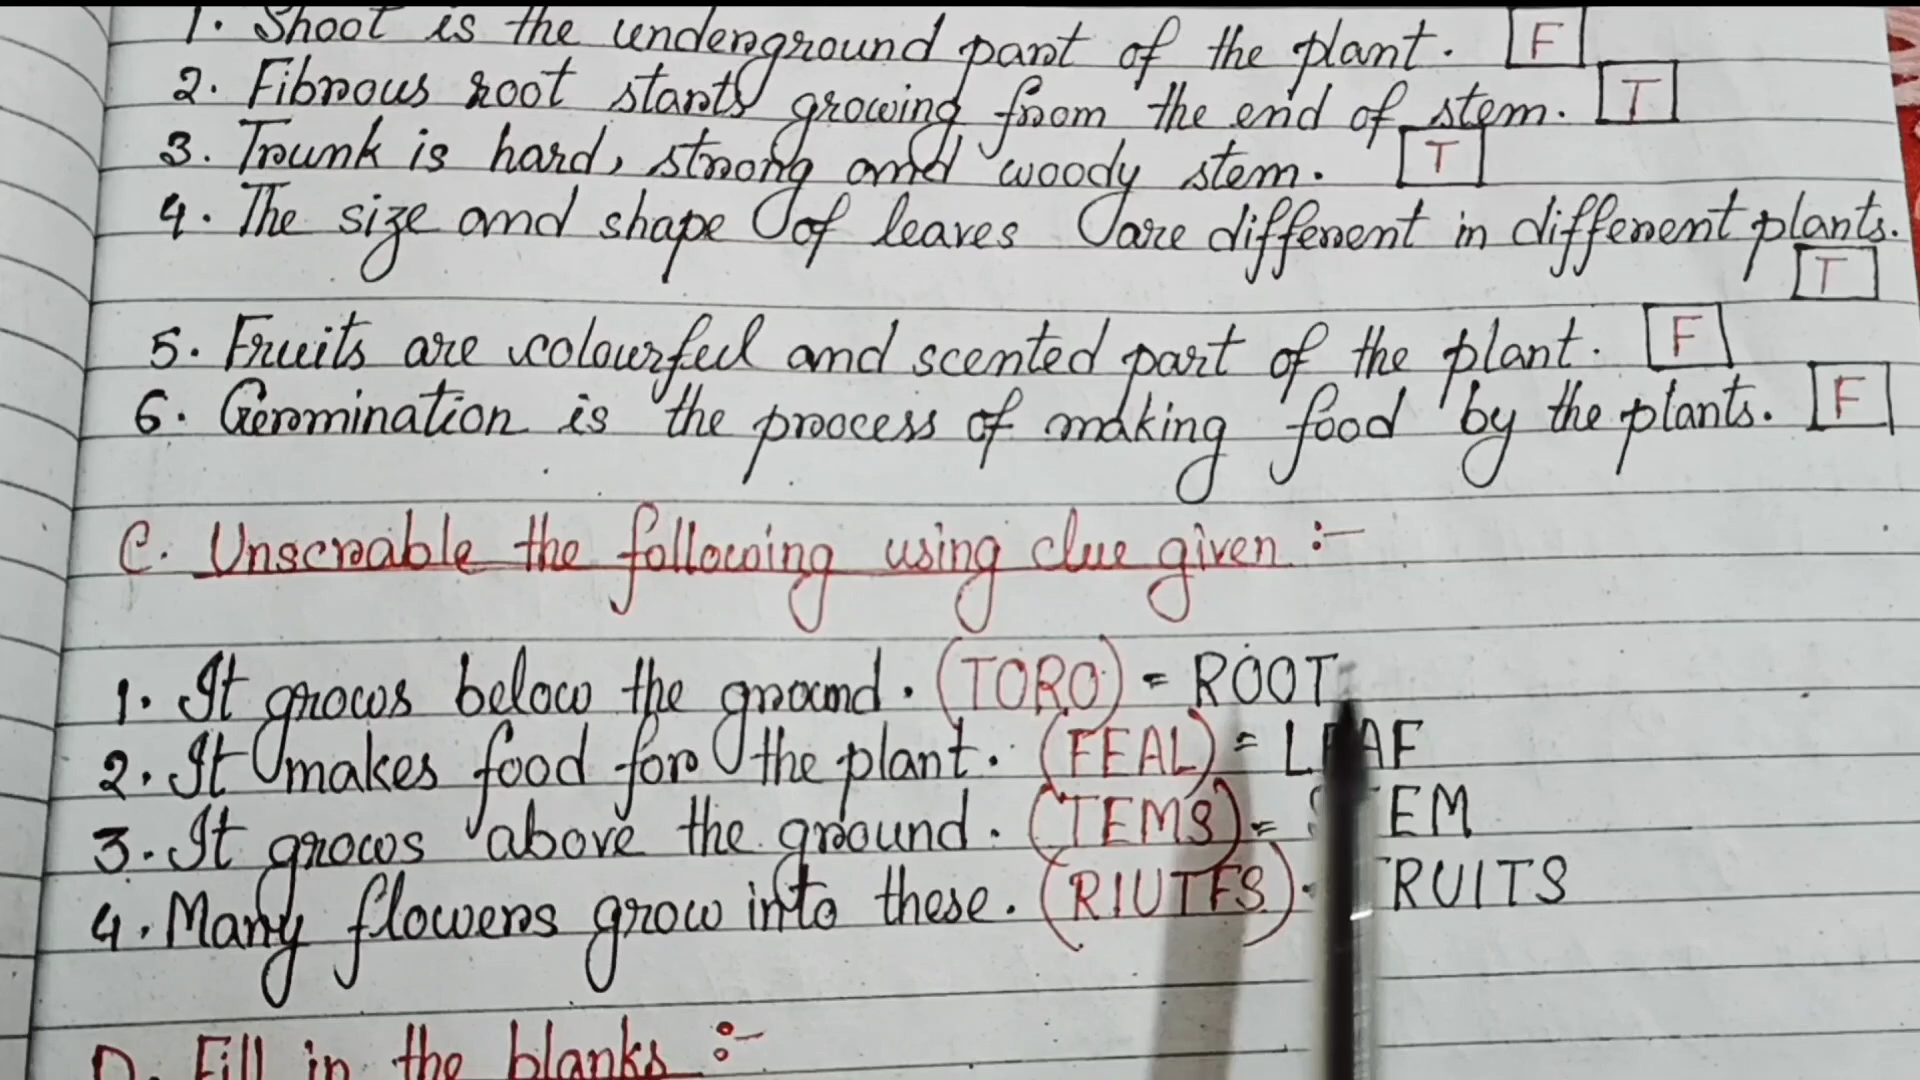 1. Shoot is the underground part of the plant. F
2. Fibrous root starts growing from the end of stem. T
3. Trunk is hard, strong and woody stem. T
4. The size and shape of leaves are different in different plants.
T
5. Fruits are colourful and scented part of the plant. F
6. Germination is the process of making food by the plants. F
C. Unscrable the following using clue given :-
1. It grows below the ground. (TORO) = ROOT
2. It makes food for the plant. (FEAL) = LEAF
3. It grows above the ground. (TEMS) = STEM
4. Many flowers grow into these. (RIUTFS) = FRUITS
D. Fill in the blanks :-